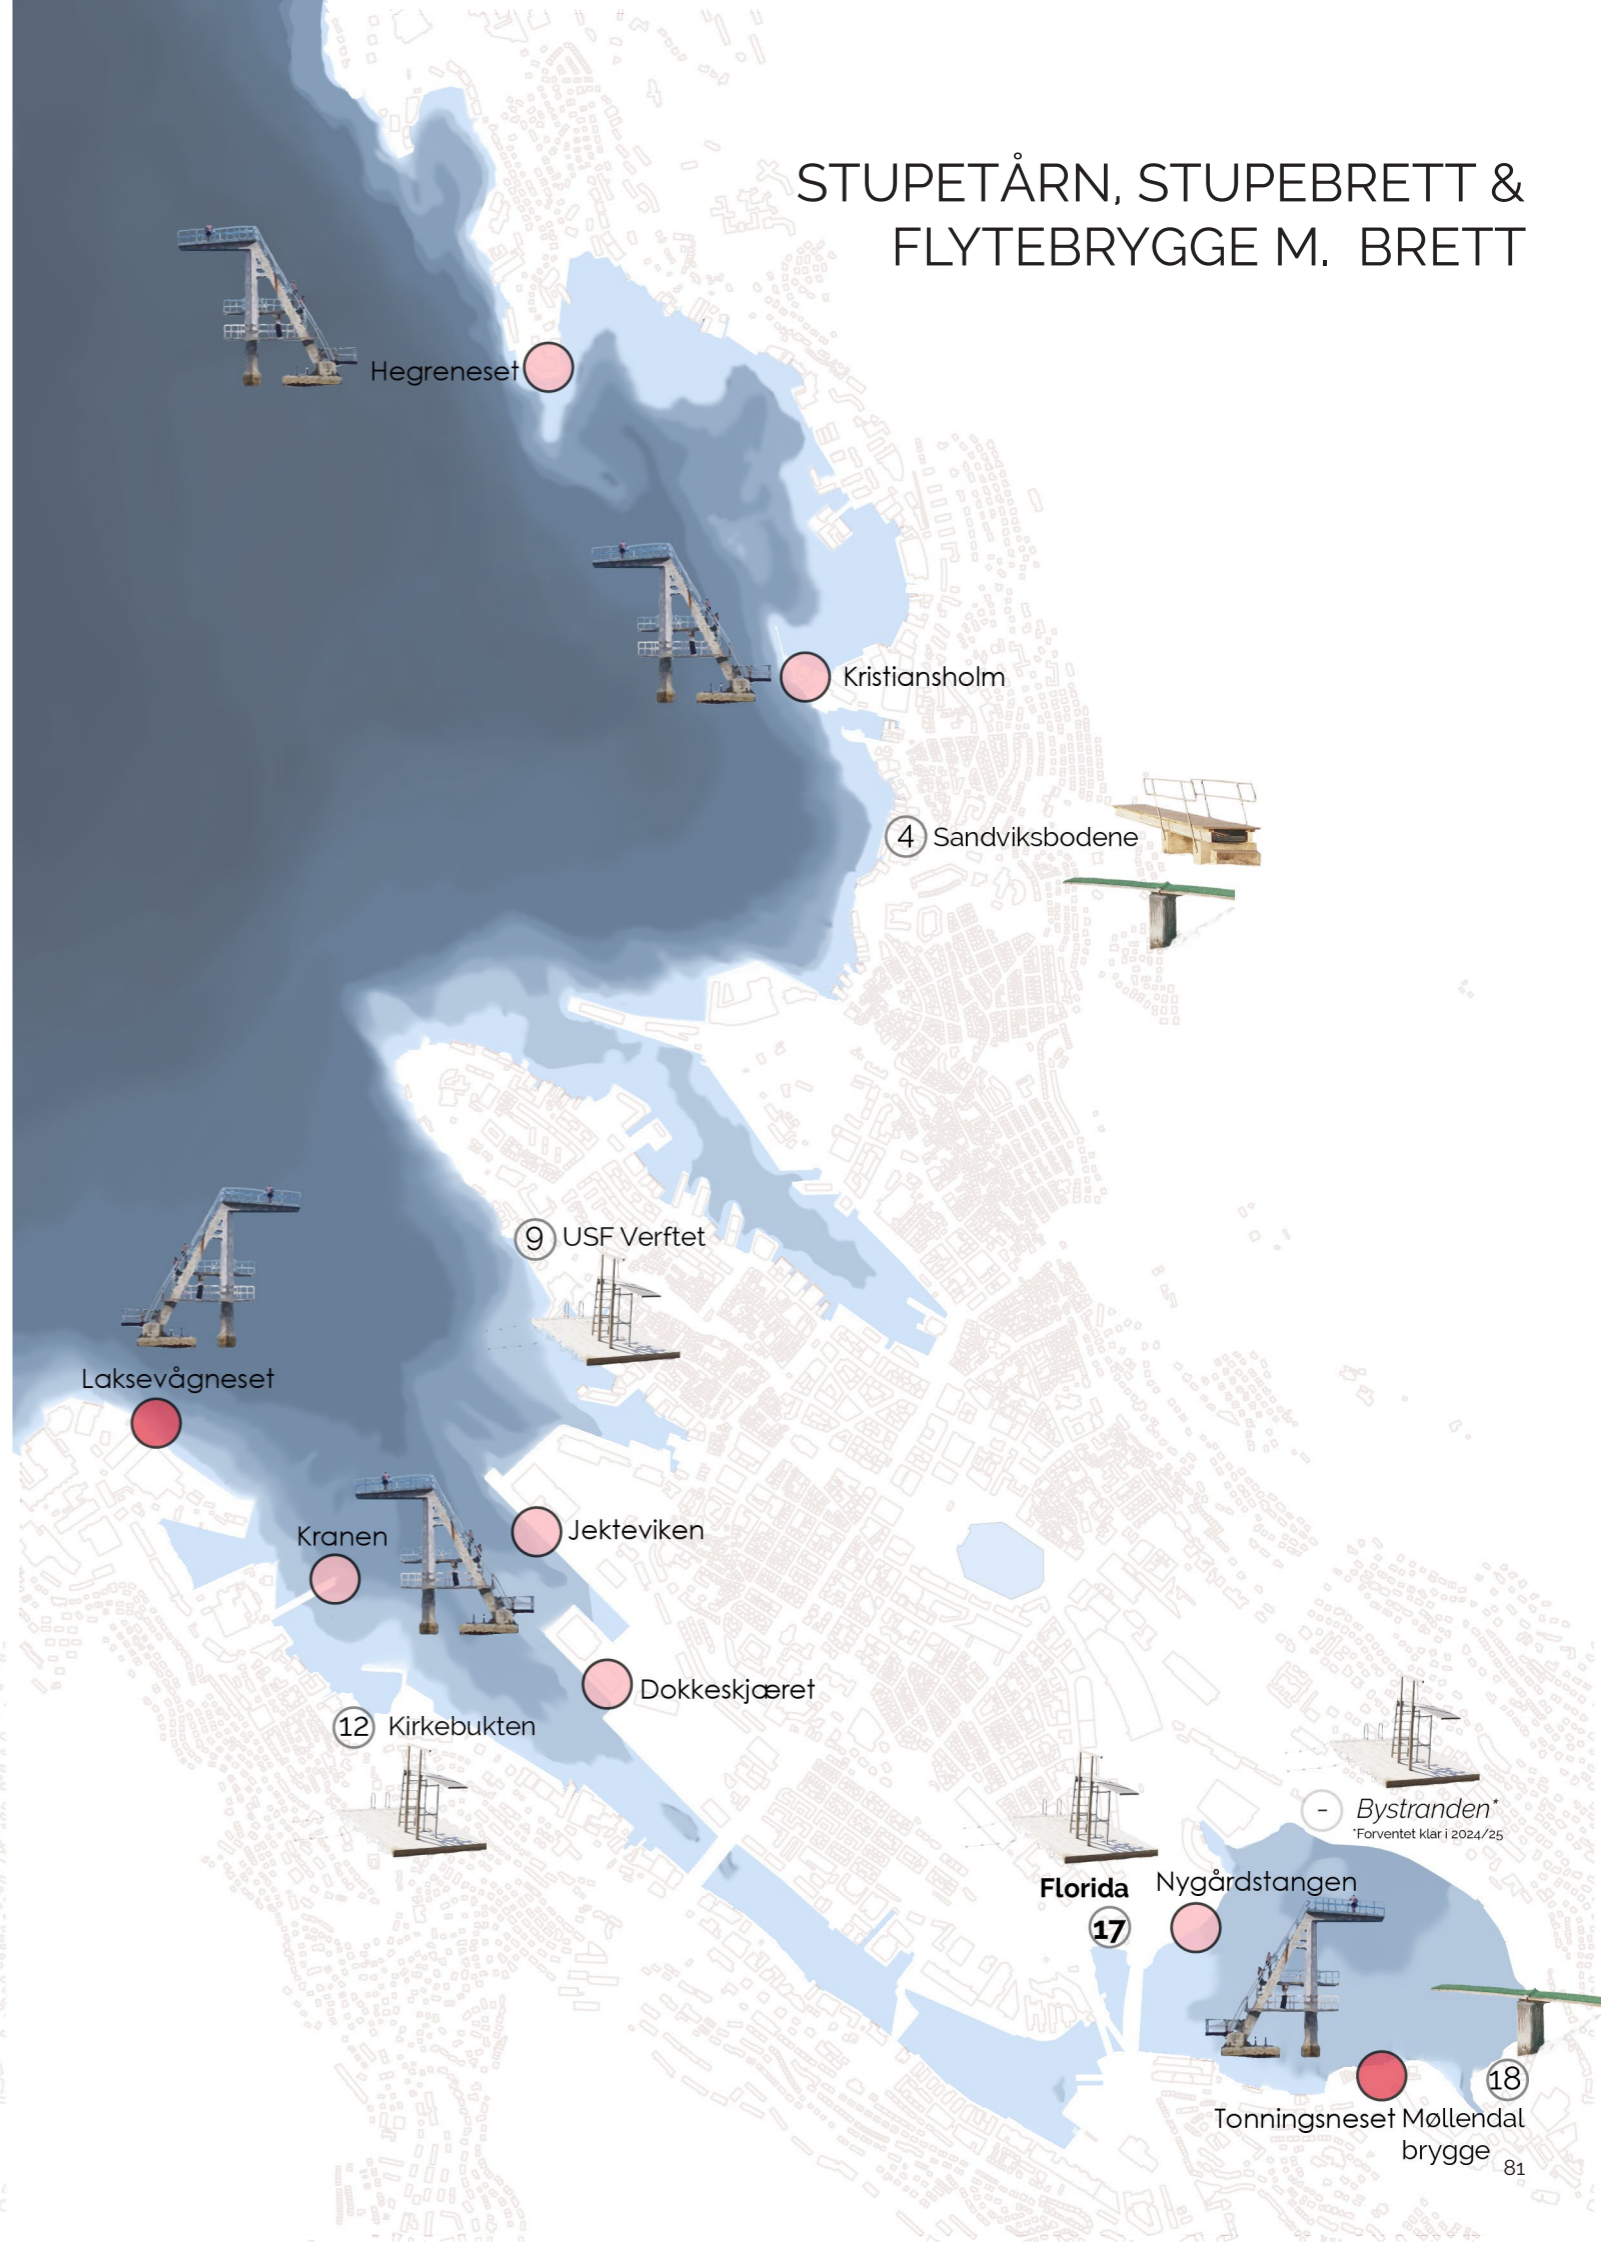 STUPETÅRN, STUPEBRETT &
FLYTEBRYGGE M. BRETT
Hegreneset
Kristiansholm
4 Sandviksbodene
9 USF Verftet
Laksevågneset
Kranen
Jekteviken
Dokkeskjæret
12 Kirkebukten
- Bystranden*
*Forventet klar i 2024/25
Florida
17
Nygårdstangen
18
Tonningsneset
Møllendal
brygge
81